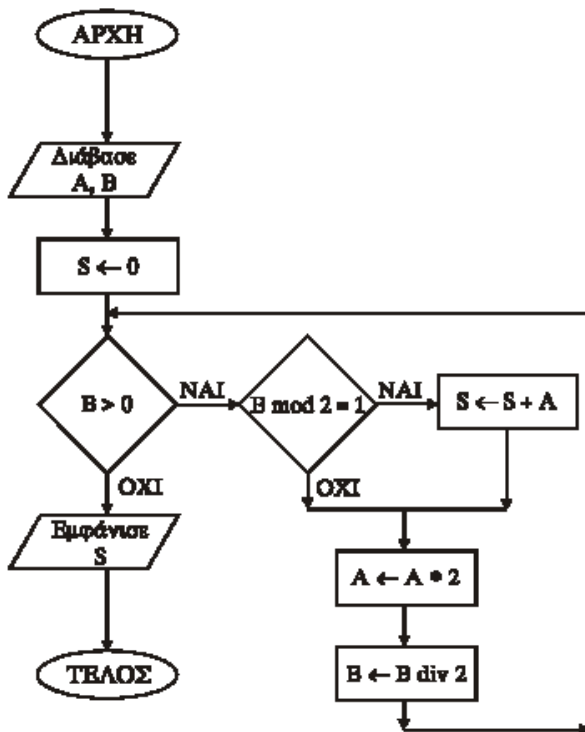 ΑΡΧΗ
Διάβασε
Α, Β
S ← 0
Β > 0
ΝΑΙ
Β mod 2 = 1
ΝΑΙ
S ← S + Α
ΟΧΙ
ΟΧΙ
Εμφάνισε
S
Α ← Α * 2
ΤΕΛΟΣ
Β ← Β div 2